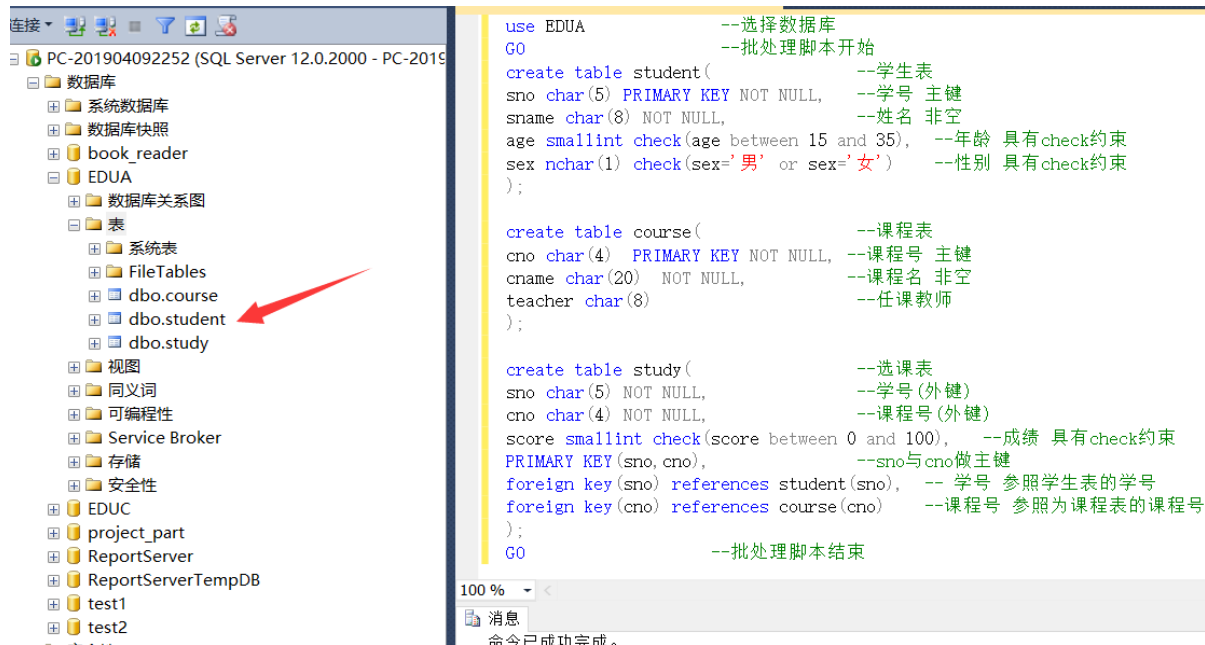 连接
PC-201904092252 (SQL Server 12.0.2000 - PC-2019
数据库
系统数据库
数据库快照
book_reader
EDUA
数据库关系图
表
系统表
FileTables
dbo.course
dbo.student
dbo.study
视图
同义词
可编程性
Service Broker
存储
安全性
EDUC
project_part
ReportServer
ReportServerTempDB
test1
test2
use EDUA --选择数据库
GO --批处理脚本开始
create table student( --学生表
sno char(5) PRIMARY KEY NOT NULL, --学号 主键
sname char(8) NOT NULL, --姓名 非空
age smallint check(age between 15 and 35), --年龄 具有check约束
sex nchar(1) check(sex='男' or sex='女') --性别 具有check约束
);
create table course( --课程表
cno char(4) PRIMARY KEY NOT NULL, --课程号 主键
cname char(20) NOT NULL, --课程名 非空
teacher char(8) --任课教师
);
create table study( --选课表
sno char(5) NOT NULL, --学号(外键)
cno char(4) NOT NULL, --课程号(外键)
score smallint check(score between 0 and 100), --成绩 具有check约束
PRIMARY KEY(sno,cno), --sno与cno做主键
foreign key(sno) references student(sno), -- 学号 参照学生表的学号
foreign key(cno) references course(cno) --课程号 参照为课程表的课程号
);
GO --批处理脚本结束
100 %
消息
命令已成功完成。